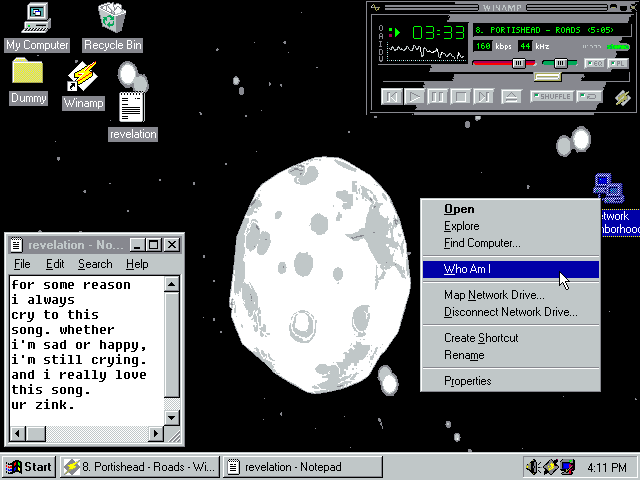 My Computer
Recycle Bin
Dummy
Winamp
revelation
WINAMP
O
A
I
D
V
03:33
8. PORTISHEAD - ROADS <5:05>
160 kbps 44 kHz
EQ PL
SHUFFLE
etwork
nborhood
revelation - No...
File Edit Search Help
for some reason
i always
cry to this
song. whether
i'm sad or happy,
i'm still crying.
and i really love
this song.
ur zink.
Open
Explore
Find Computer...
Who Am I
Map Network Drive...
Disconnect Network Drive...
Create Shortcut
Rename
Properties
Start
8. Portishead - Roads - Wi...
revelation - Notepad
4:11 PM